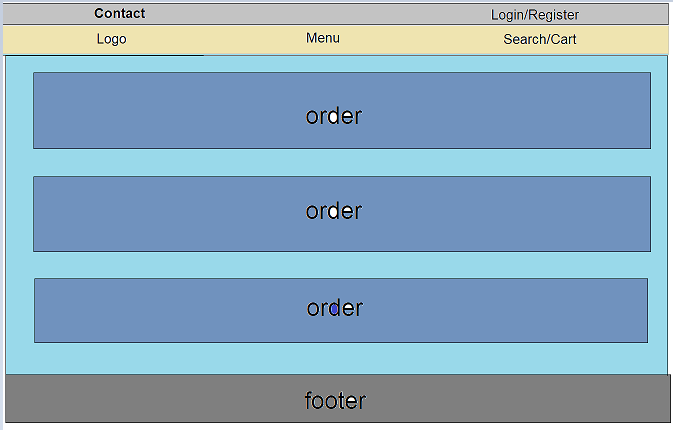 Contact Login/Register
Logo Menu Search/Cart
order
order
order
footer